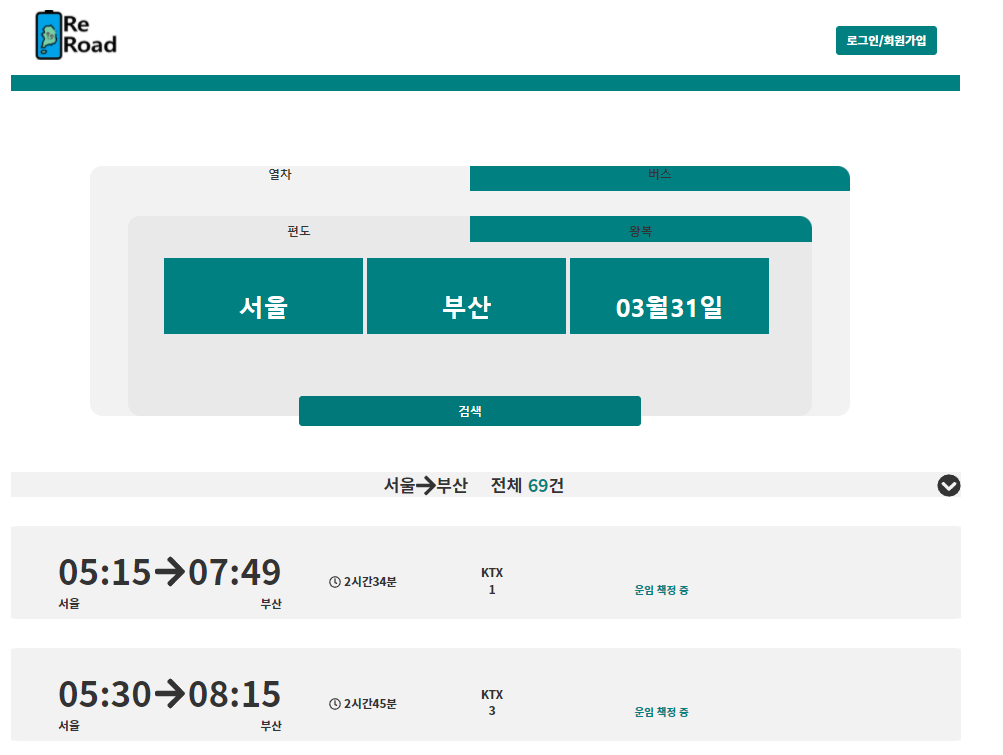 Re
Road
로그인/회원가입
열차 버스
편도 왕복
서울 부산 03월31일
검색
서울→부산 전체 69건
05:15→07:49
서울 부산
2시간34분
KTX
1
운임 책정 중
05:30→08:15
서울 부산
2시간45분
KTX
3
운임 책정 중